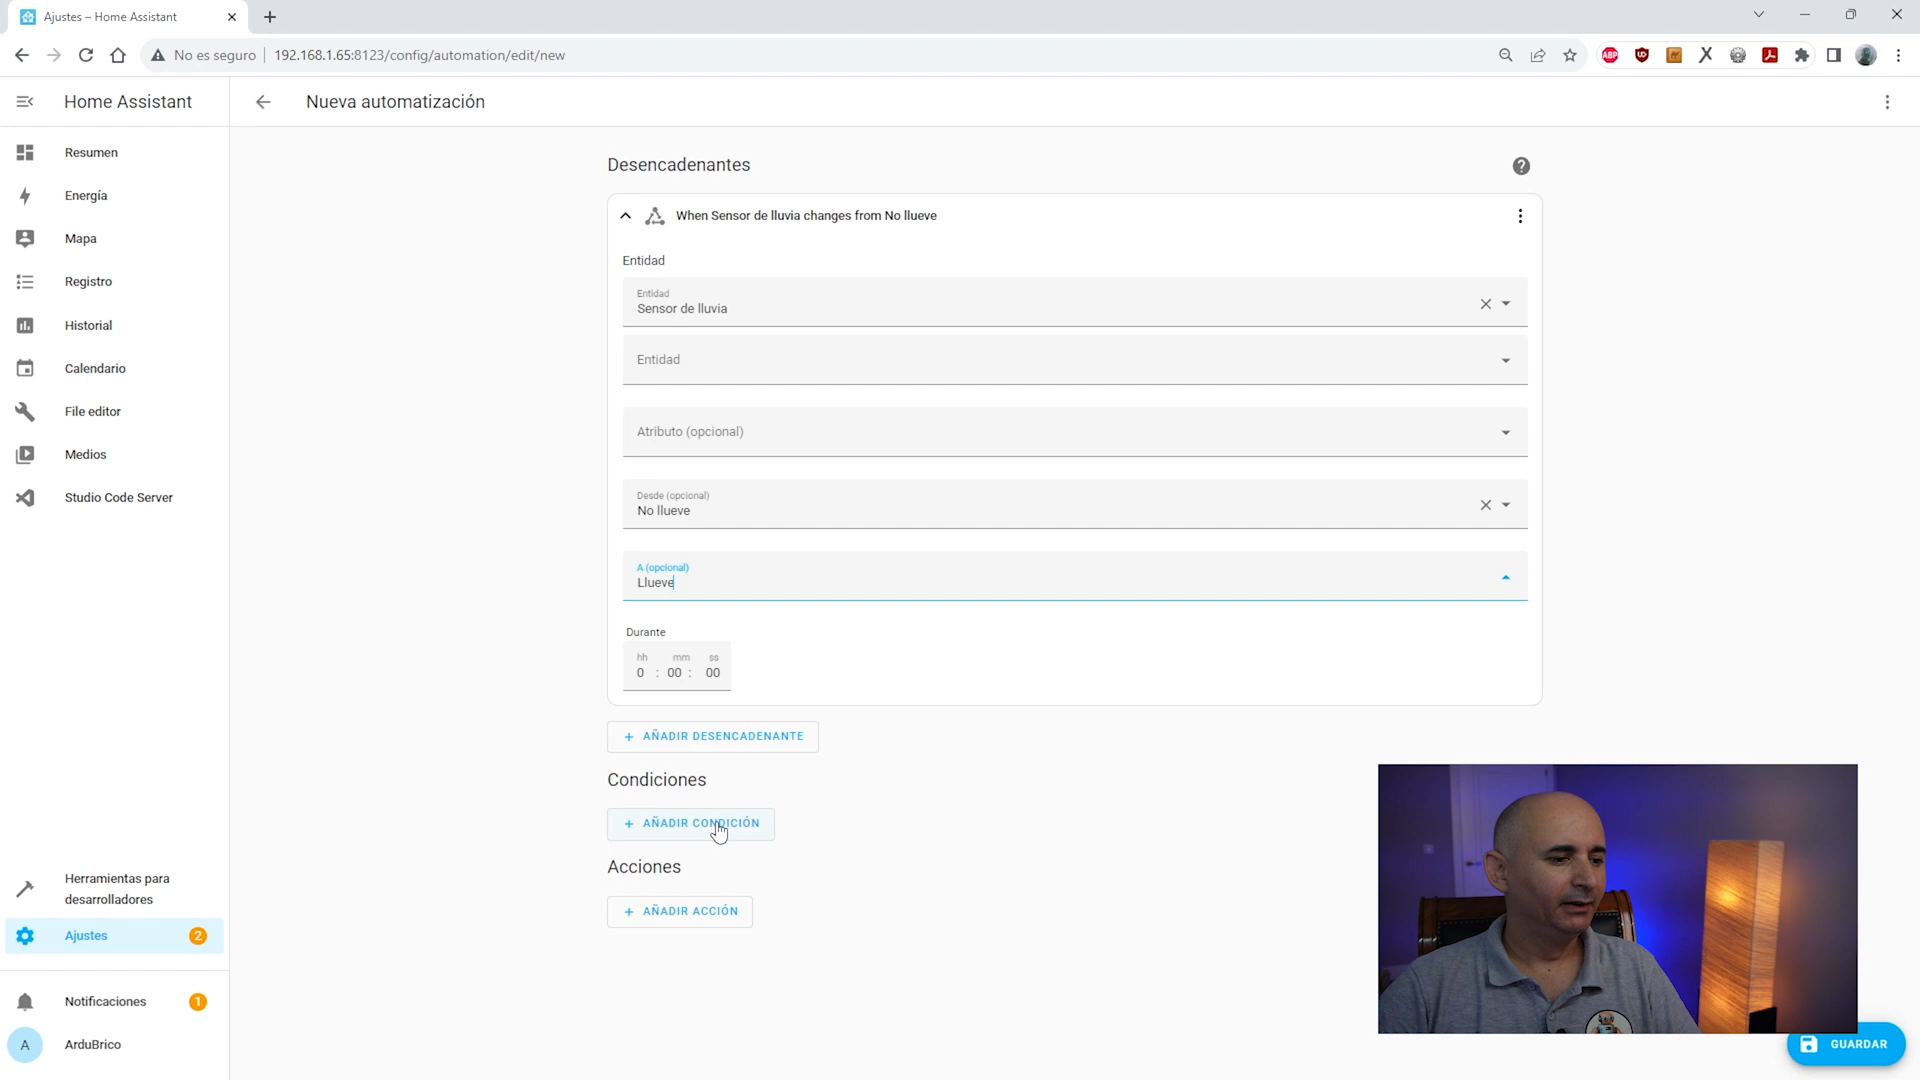 Ajustes – Home Assistant
No es seguro
192.168.1.65:8123/config/automation/edit/new
ABP
Home Assistant
Nueva automatización
Resumen
Energía
Mapa
Registro
Historial
Calendario
File editor
Medios
Studio Code Server
Herramientas para
desarrolladores
Ajustes
2
Notificaciones
1
A
ArduBrico
Desencadenantes
When Sensor de lluvia changes from No llueve
Entidad
Entidad
Sensor de lluvia
Entidad
Atributo (opcional)
Desde (opcional)
No llueve
A (opcional)
Llueve
Durante
hh mm ss
0 : 00 : 00
+ AÑADIR DESENCADENANTE
Condiciones
+ AÑADIR CONDICIÓN
Acciones
+ AÑADIR ACCIÓN
GUARDAR